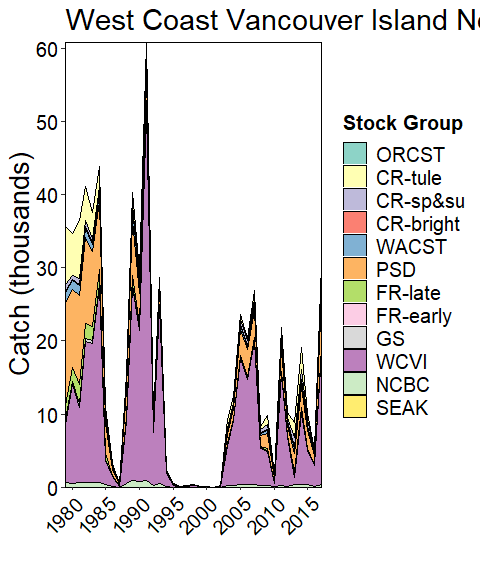 West Coast Vancouver Island N
Catch (thousands)
60
50
40
30
20
10
0
1980
1985
1990
1995
2000
2005
2010
2015
Stock Group
ORCST
CR-tule
CR-sp&su
CR-bright
WACST
PSD
FR-late
FR-early
GS
WCVI
NCBC
SEAK